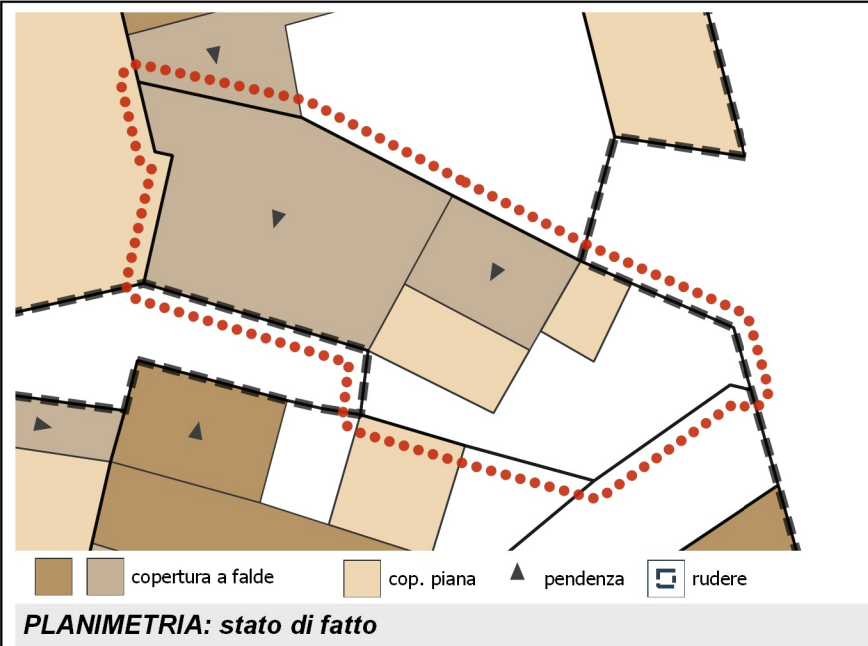 copertura a falde
cop. piana
pendenza
rudere
PLANIMETRIA: stato di fatto